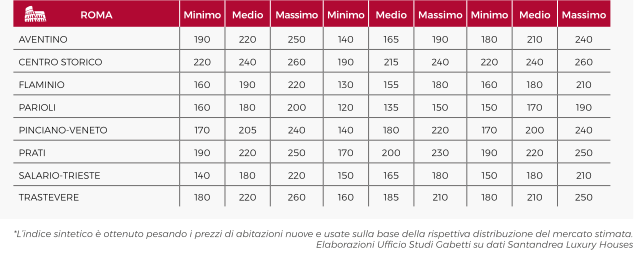 ROMA Minimo Medio Massimo Minimo Medio Massimo Minimo Medio Massimo
AVENTINO 190 220 250 140 165 190 180 210 240
CENTRO STORICO 220 240 260 190 215 240 220 240 260
FLAMINIO 160 190 220 130 155 180 160 180 210
PARIOLI 160 180 200 120 135 150 150 170 190
PINCIANO-VENETO 170 205 240 140 180 220 170 200 240
PRATI 190 220 250 170 200 230 190 220 250
SALARIO-TRIESTE 140 180 220 150 165 180 150 180 210
TRASTEVERE 180 220 260 160 185 210 180 210 250
*L'indice sintetico è ottenuto pesando i prezzi di abitazioni nuove e usate sulla base della rispettiva distribuzione del mercato stimata.
Elaborazioni Ufficio Studi Gabetti su dati Santandrea Luxury Houses